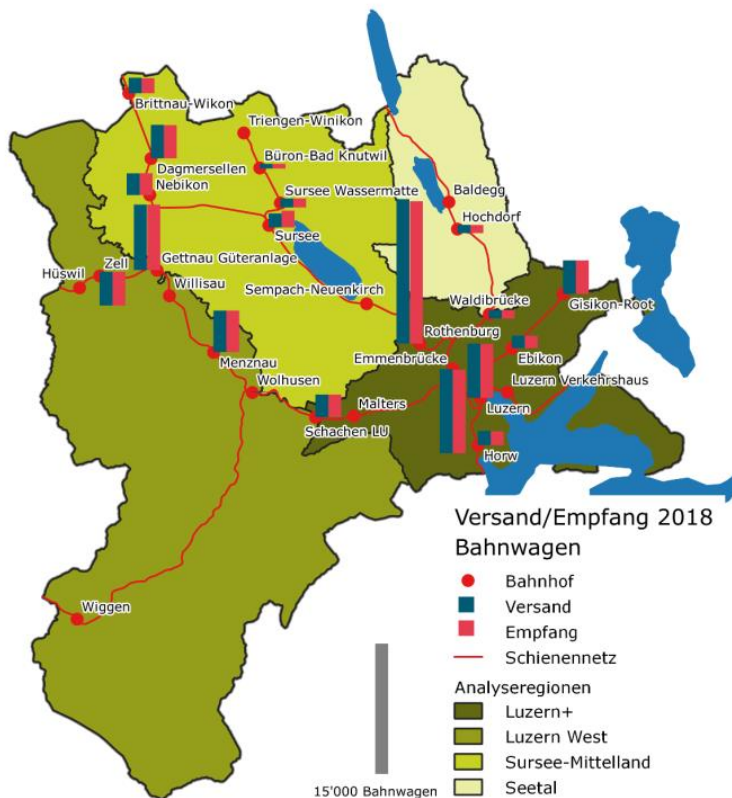 Brittnau-Wikon
Triengen-Winikon
Dagmersellen
Büron-Bad Knutwil
Nebikon
Sursee Wassermatte
Baldegg
Hochdorf
Sursee
Zell
Gettnau Güteranlage
Hüswil
Willisau
Sempach-Neuenkirch
Waldibrücke
Gisikon-Root
Rothenburg
Menznau
Emmenbrücke
Ebikon
Wolhusen
Luzern Verkehrshaus
Malters
Luzern
Schachen LU
Horw
Wiggen
Versand/Empfang 2018
Bahnwagen
Bahnhof
Versand
Empfang
Schienennetz
Analyseregionen
Luzern+
Luzern West
Sursee-Mittelland
Seetal
15'000 Bahnwagen